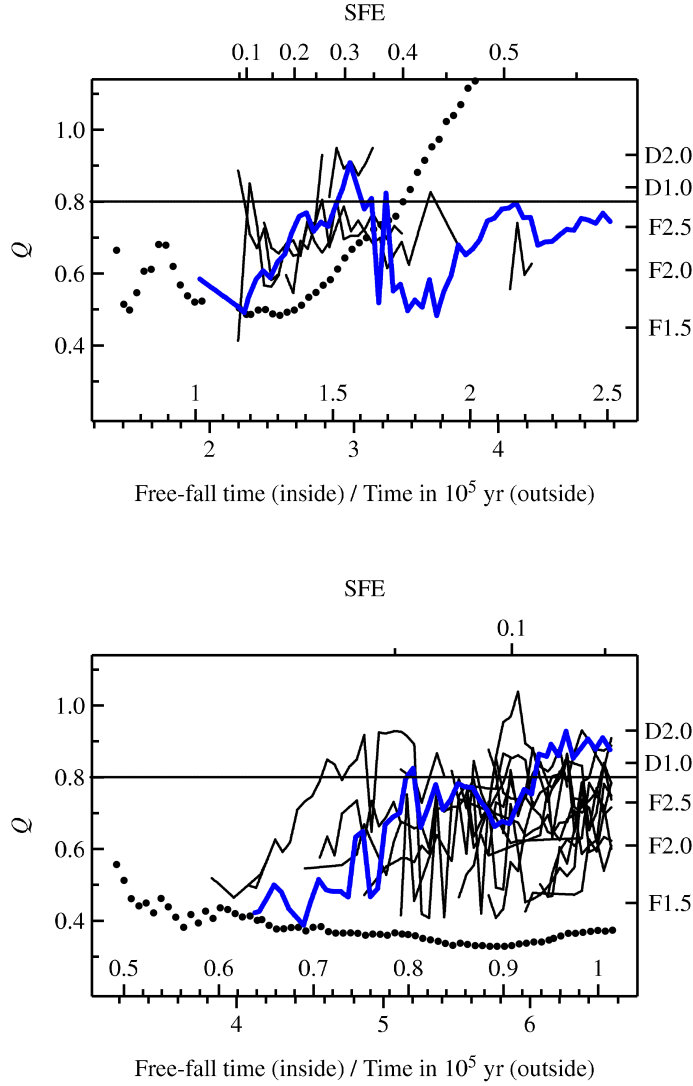 SFE
0.1 0.2 0.3 0.4 0.5
1.0
D2.0
D1.0
0.8
F2.5
Q
0.6
F2.0
F1.5
0.4
1 1.5 2 2.5
2 3 4
Free-fall time (inside) / Time in 10⁵ yr (outside)
SFE
0.1
1.0
D2.0
D1.0
0.8
F2.5
Q
0.6
F2.0
F1.5
0.4
0.5 0.6 0.7 0.8 0.9 1
4 5 6
Free-fall time (inside) / Time in 10⁵ yr (outside)